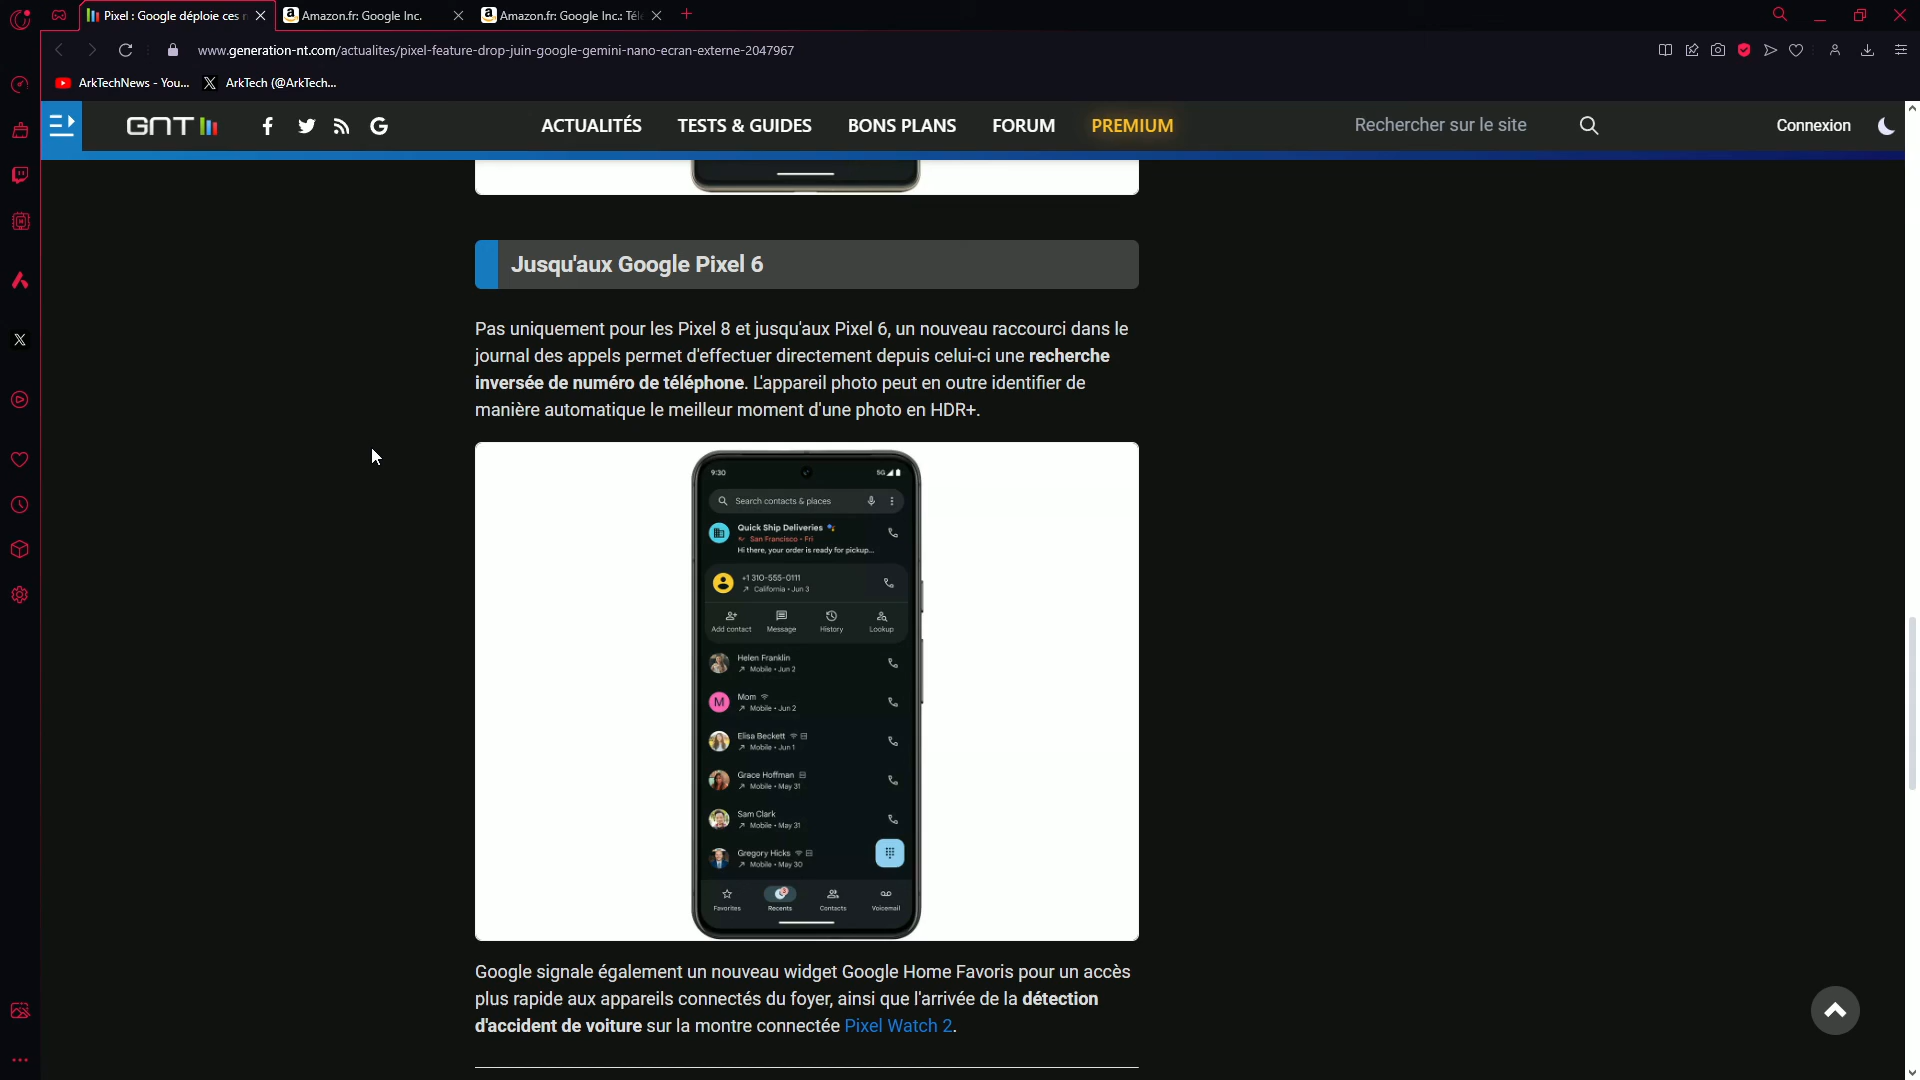 Pixel : Google déploie ces n
Amazon.fr: Google Inc.
Amazon.fr: Google Inc.: Tél
www.generation-nt.com/actualites/pixel-feature-drop-juin-google-gemini-nano-ecran-externe-2047967
ArkTechNews - You...
ArkTech (@ArkTech...
GNT
ACTUALITÉS
TESTS & GUIDES
BONS PLANS
FORUM
PREMIUM
Rechercher sur le site
Connexion
Jusqu'aux Google Pixel 6
Pas uniquement pour les Pixel 8 et jusqu'aux Pixel 6, un nouveau raccourci dans le
journal des appels permet d'effectuer directement depuis celui-ci une recherche
inversée de numéro de téléphone. L'appareil photo peut en outre identifier de
manière automatique le meilleur moment d'une photo en HDR+.
9:30
5G
Search contacts & places
Quick Ship Deliveries
San Francisco • Fri
Hi there, your order is ready for pickup...
+1 310-555-0111
California • Jun 3
Add contact
Message
History
Lookup
Helen Franklin
Mobile • Jun 2
M
Mom
Mobile • Jun 2
Elisa Beckett
Mobile • Jun 1
Grace Hoffman
Mobile • May 31
Sam Clark
Mobile • May 31
Gregory Hicks
Mobile • May 30
Favorites
Recents
Contacts
Voicemail
Google signale également un nouveau widget Google Home Favoris pour un accès
plus rapide aux appareils connectés du foyer, ainsi que l'arrivée de la détection
d'accident de voiture sur la montre connectée Pixel Watch 2.